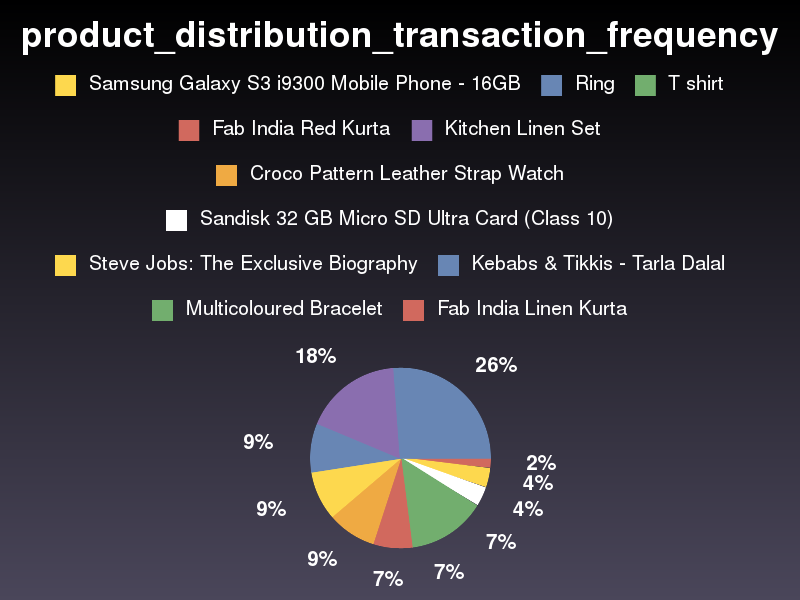 product_distribution_transaction_frequency
Samsung Galaxy S3 i9300 Mobile Phone - 16GB Ring T shirt
Fab India Red Kurta Kitchen Linen Set
Croco Pattern Leather Strap Watch
Sandisk 32 GB Micro SD Ultra Card (Class 10)
Steve Jobs: The Exclusive Biography Kebabs & Tikkis - Tarla Dalal
Multicoloured Bracelet Fab India Linen Kurta
18%
26%
9%
2%
4%
9%
4%
7%
9%
7%
7%